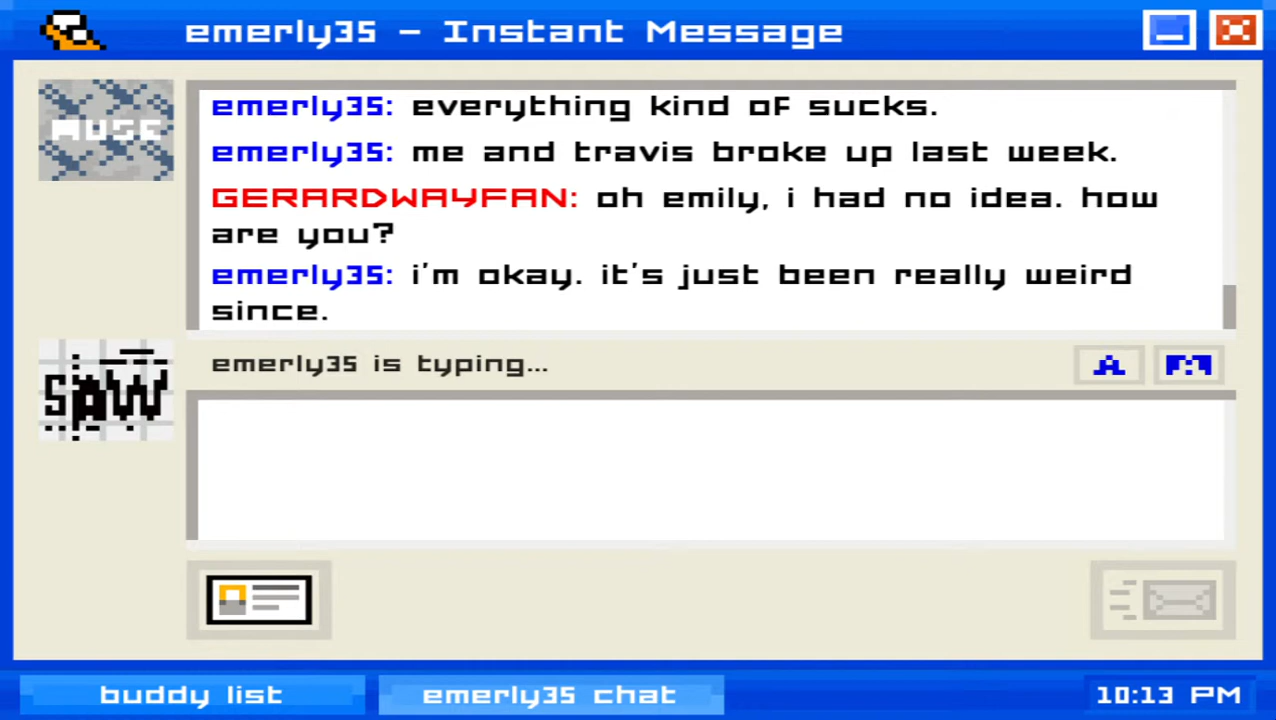 emerly35 - Instant Message
MUSE
emerly35: everything kind of sucks.
emerly35: me and travis broke up last week.
GERARDWAYFAN: oh emily, i had no idea. how
are you?
emerly35: i'm okay. it's just been really weird
since.
SAW
emerly35 is typing...
A
buddy list
emerly35 chat
10:13 PM